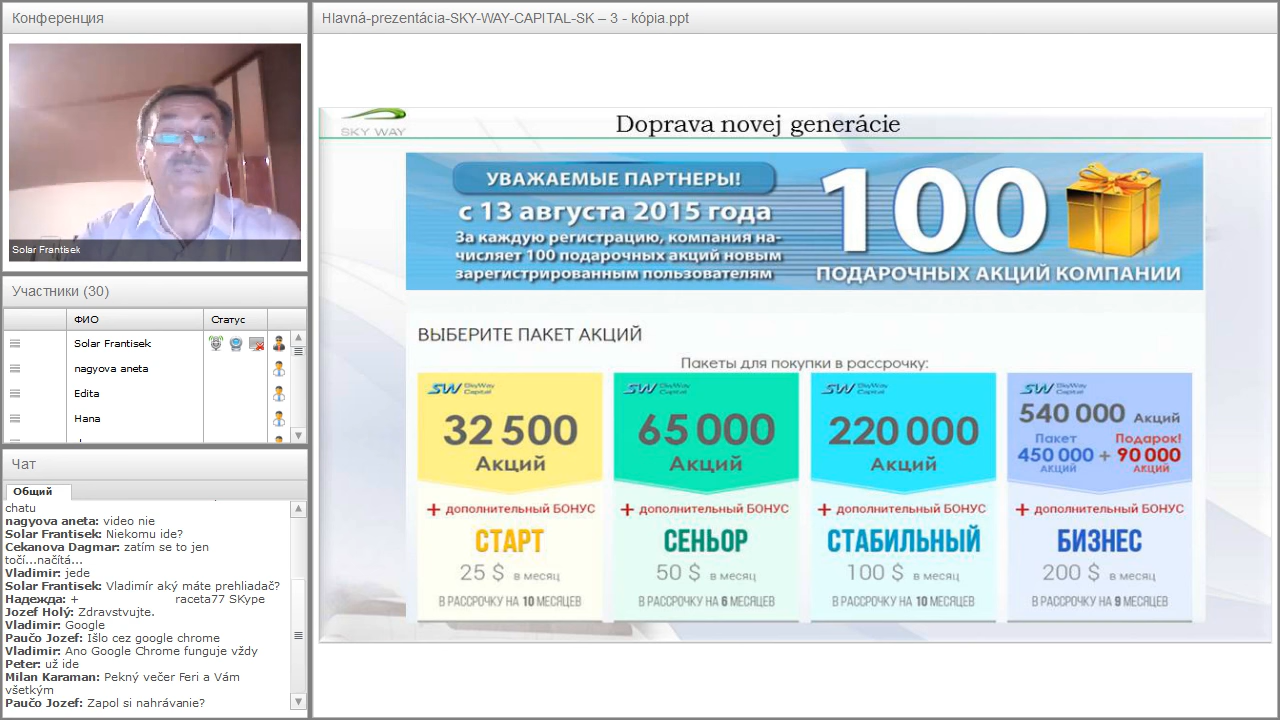 Конференция
Solar Frantisek
Участники (30)
ФИО Статус
Solar Frantisek
nagyova aneta
Edita
Hana
Чат
Общий
chatu
nagyova aneta: video nie
Solar Frantisek: Niekomu ide?
Cekanova Dagmar: zatím se to jen
točí...načítá...
Vladimir: jede
Solar Frantisek: Vladimír aký máte prehliadač?
Надежда: + raceta77 SKype
Jozef Holý: Zdravstvujte.
Vladimir: Google
Paučo Jozef: Išlo cez google chrome
Vladimir: Ano Google Chrome funguje vždy
Peter: už ide
Milan Karaman: Pekný večer Feri a Vám
všetkým
Paučo Jozef: Zapol si nahrávanie?
Hlavná-prezentácia-SKY-WAY-CAPITAL-SK – 3 - kópia.ppt
SKY WAY
Doprava novej generácie
УВАЖАЕМЫЕ ПАРТНЕРЫ!
с 13 августа 2015 года
За каждую регистрацию, компания на-
числяет 100 подарочных акций новым
зарегистрированным пользователям
100
ПОДАРОЧНЫХ АКЦИЙ КОМПАНИИ
ВЫБЕРИТЕ ПАКЕТ АКЦИЙ
Пакеты для покупки в рассрочку:
SW SkyWay Capital
32 500
Акций
+ дополнительный БОНУС
СТАРТ
25 $ в месяц
В РАССРОЧКУ НА 10 МЕСЯЦЕВ
SW SkyWay Capital
65 000
Акций
+ дополнительный БОНУС
СЕНЬОР
50 $ в месяц
В РАССРОЧКУ НА 6 МЕСЯЦЕВ
SW SkyWay Capital
220 000
Акций
+ дополнительный БОНУС
СТАБИЛЬНЫЙ
100 $ в месяц
В РАССРОЧКУ НА 10 МЕСЯЦЕВ
SW SkyWay Capital
540 000 Акций
Пакет Подарок!
450 000 + 90 000
АКЦИЙ АКЦИЙ
+ дополнительный БОНУС
БИЗНЕС
200 $ в месяц
В РАССРОЧКУ НА 9 МЕСЯЦЕВ